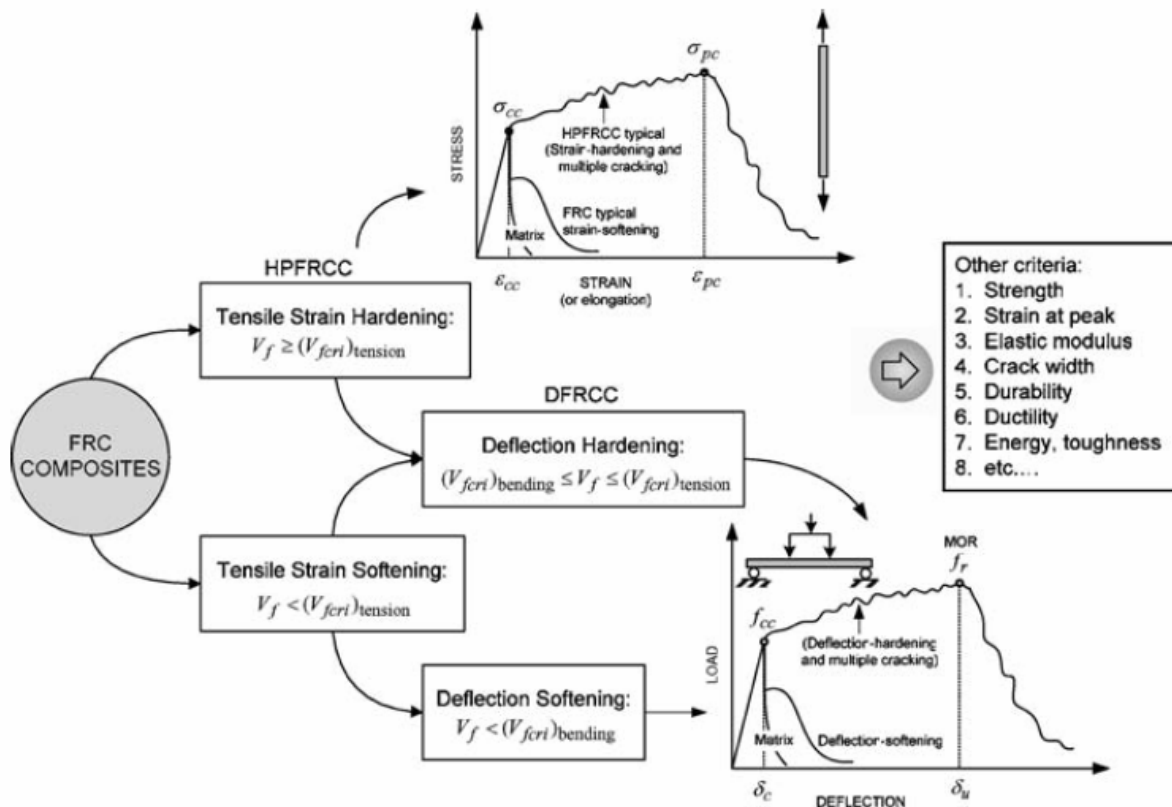 σpc
σcc
STRESS
HPFRCC typical
(Strair-hardening and
multiple cracking)
FRC typical
strain-softening
Matrix
εcc
STRAIN
(or elongation)
εpc
HPFRCC
Tensile Strain Hardening:
Vf ≥ (Vfcri)tension
FRC
COMPOSITES
DFRCC
Deflection Hardening:
(Vfcri)bending ≤ Vf ≤ (Vfcri)tension
Tensile Strain Softening:
Vf < (Vfcri)tension
Deflection Softening:
Vf < (Vfcri)bending
Other criteria:
1. Strength
2. Strain at peak
3. Elastic modulus
4. Crack width
5. Durability
6. Ductility
7. Energy, toughness
8. etc....
MOR
fr
fcc
LOAD
(Deflectior-hardening
and multiple cracking)
Matrix
Deflectior-softening
δc
DEFLECTION
δu